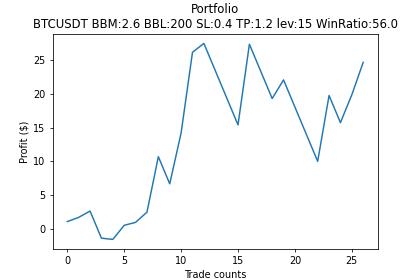 Portfolio
BTCUSDT BBM:2.6 BBL:200 SL:0.4 TP:1.2 lev:15 WinRatio:56.0
Profit ($)
25
20
15
10
5
0
0 5 10 15 20 25
Trade counts